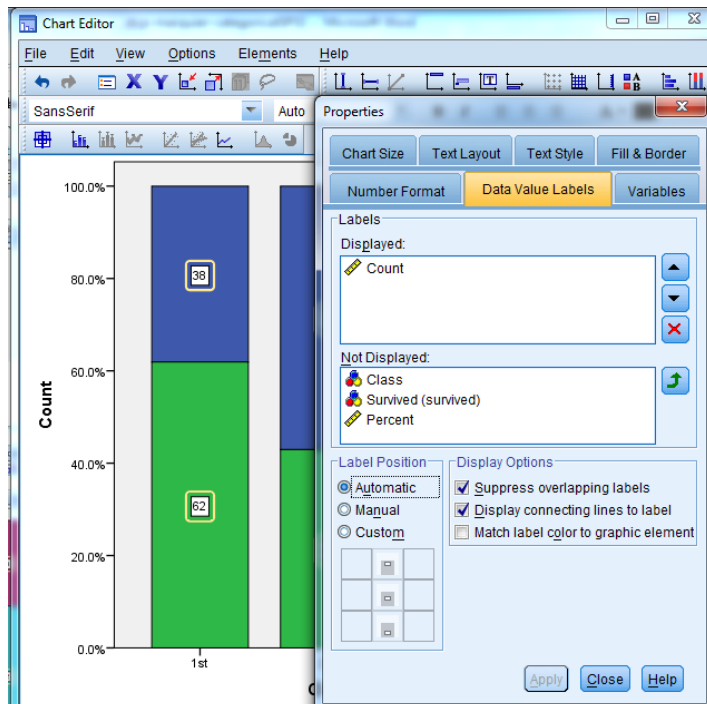 Chart Editor
File Edit View Options Elements Help
X Y
A
B
SansSerif
Auto
100.0%
80.0%
60.0%
40.0%
20.0%
0.0%
Count
38
62
1st
Properties
Chart Size Text Layout Text Style Fill & Border
Number Format Data Value Labels Variables
Labels
Displayed:
Count
Not Displayed:
Class
Survived (survived)
Percent
Label Position
Automatic
Manual
Custom
Display Options
Suppress overlapping labels
Display connecting lines to label
Match label color to graphic element
Apply Close Help